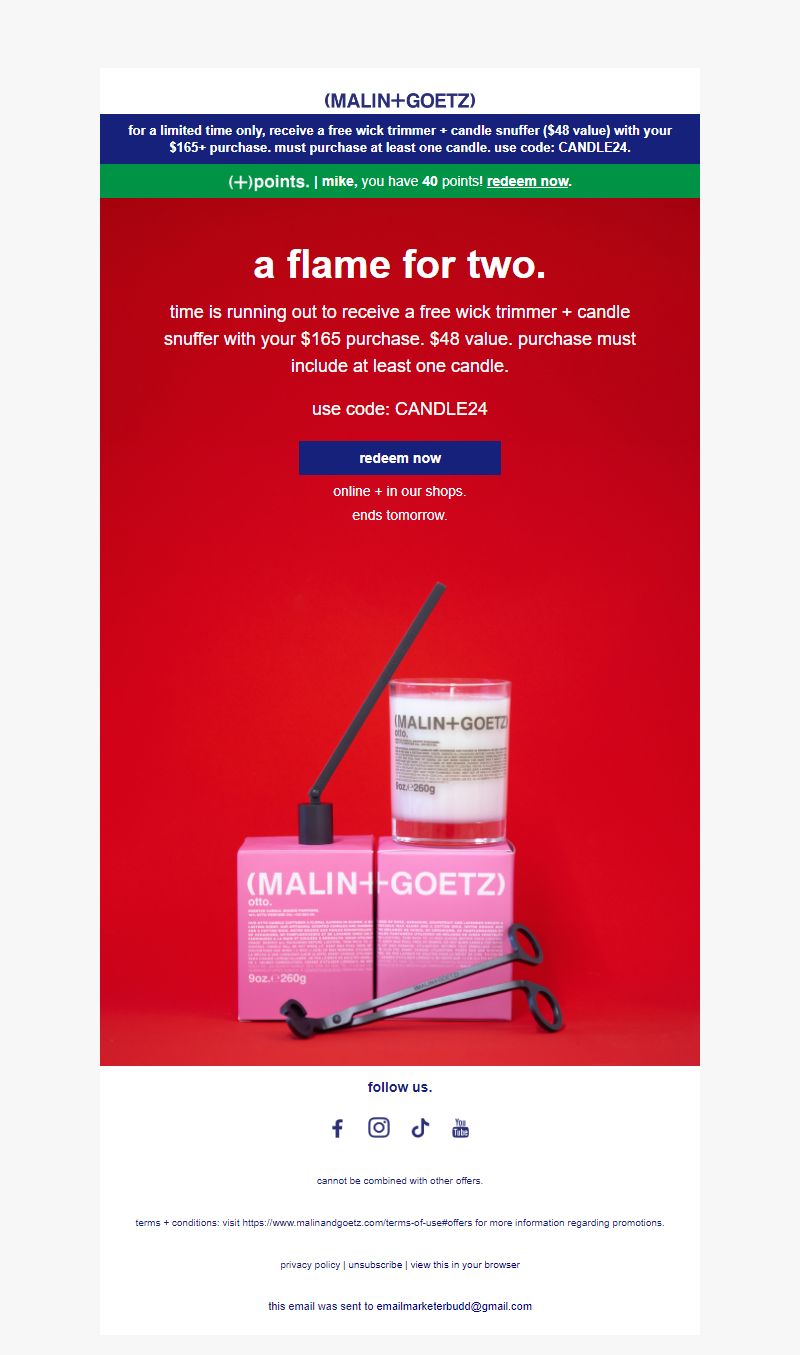 (MALIN+GOETZ)
for a limited time only, receive a free wick trimmer + candle snuffer ($48 value) with your
$165+ purchase. must purchase at least one candle. use code: CANDLE24.
(+)points. | mike, you have 40 points! redeem now.
a flame for two.
time is running out to receive a free wick trimmer + candle
snuffer with your $165 purchase. $48 value. purchase must
include at least one candle.
use code: CANDLE24
redeem now
online + in our shops.
ends tomorrow.
(MALIN+GOETZ)
otto.
9oz.℮260g
(MALIN+GOETZ)
otto.
9oz.℮260g
(MALIN+GOETZ)
follow us.
You
Tube
cannot be combined with other offers.
terms + conditions: visit https://www.malinandgoetz.com/terms-of-use#offers for more information regarding promotions.
privacy policy | unsubscribe | view this in your browser
this email was sent to emailmarketerbudd@gmail.com